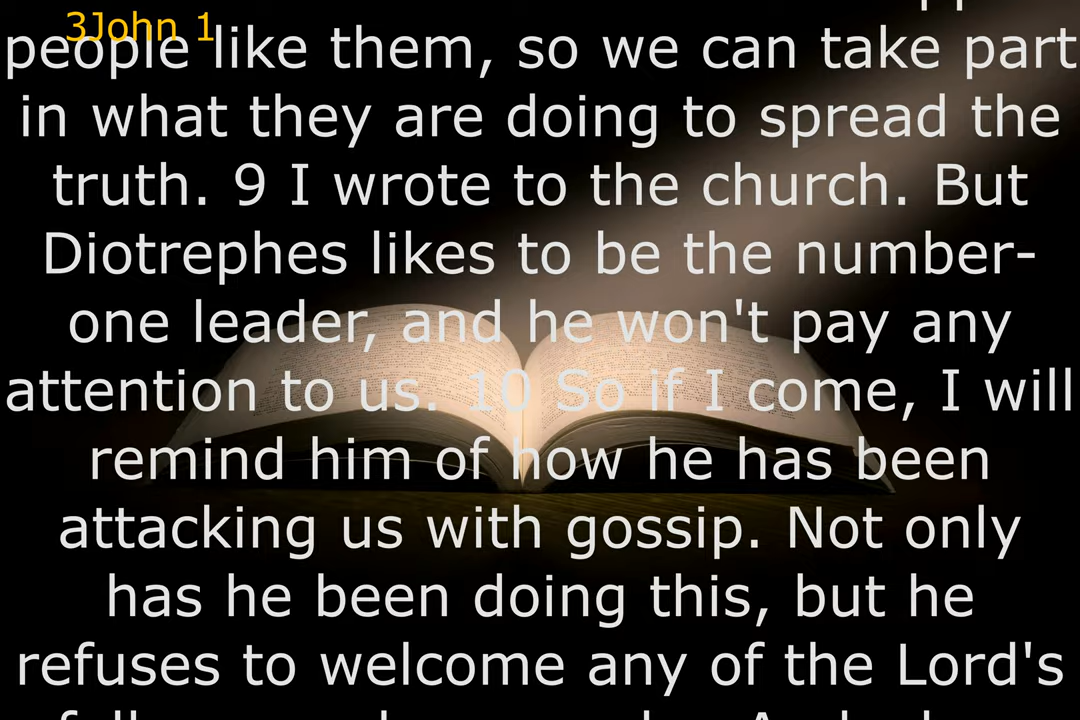 3John 1
people like them, so we can take part
in what they are doing to spread the
truth. 9 I wrote to the church. But
Diotrephes likes to be the number-
one leader, and he won't pay any
attention to us. 10 So if I come, I will
remind him of how he has been
attacking us with gossip. Not only
has he been doing this, but he
refuses to welcome any of the Lord's